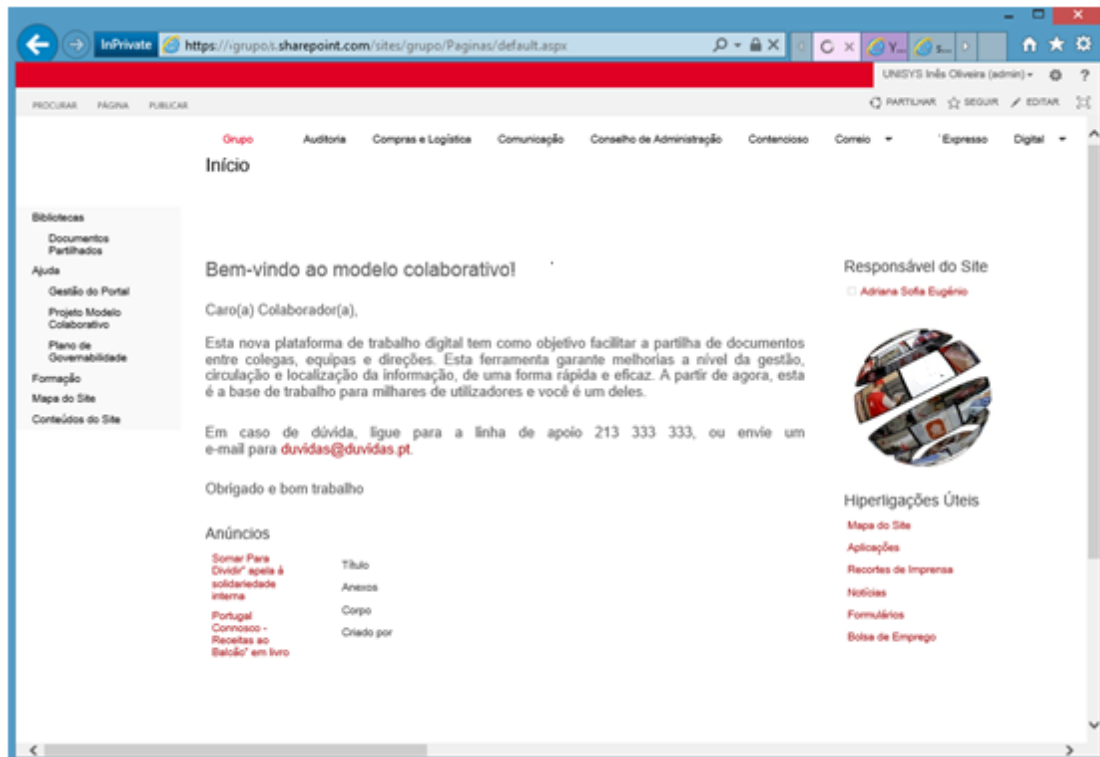 InPrivate
https://igrupo.s.sharepoint.com/sites/grupo/Paginas/default.aspx
Y...
s...
UNISYS Inês Oliveira (admin)
?
PROCURAR PÁGINA PUBLICAR
PARTILHAR SEGUIR EDITAR
Grupo Auditoria Compras e Logística Comunicação Conselho de Administração Contencioso Correio Expresso Digital
Início
Bibliotecas
Documentos
Partilhados
Ajuda
Gestão do Portal
Projeto Modelo
Colaborativo
Plano de
Governabilidade
Formação
Mapa do Site
Conteúdos do Site
Bem-vindo ao modelo colaborativo!
Caro(a) Colaborador(a),
Esta nova plataforma de trabalho digital tem como objetivo facilitar a partilha de documentos
entre colegas, equipas e direções. Esta ferramenta garante melhorias a nível da gestão,
circulação e localização da informação, de uma forma rápida e eficaz. A partir de agora, esta
é a base de trabalho para milhares de utilizadores e você é um deles.
Em caso de dúvida, ligue para a linha de apoio 213 333 333, ou envie um
e-mail para duvidas@duvidas.pt.
Obrigado e bom trabalho
Anúncios
Somar Para
Dividir" apela à
solidariedade
interna
Portugal
Connosco -
Receitas ao
Balcão" em livro
Título
Anexos
Corpo
Criado por
Responsável do Site
Adriana Sofia Eugénio
Hiperligações Úteis
Mapa do Site
Aplicações
Recortes de Imprensa
Notícias
Formulários
Bolsa de Emprego